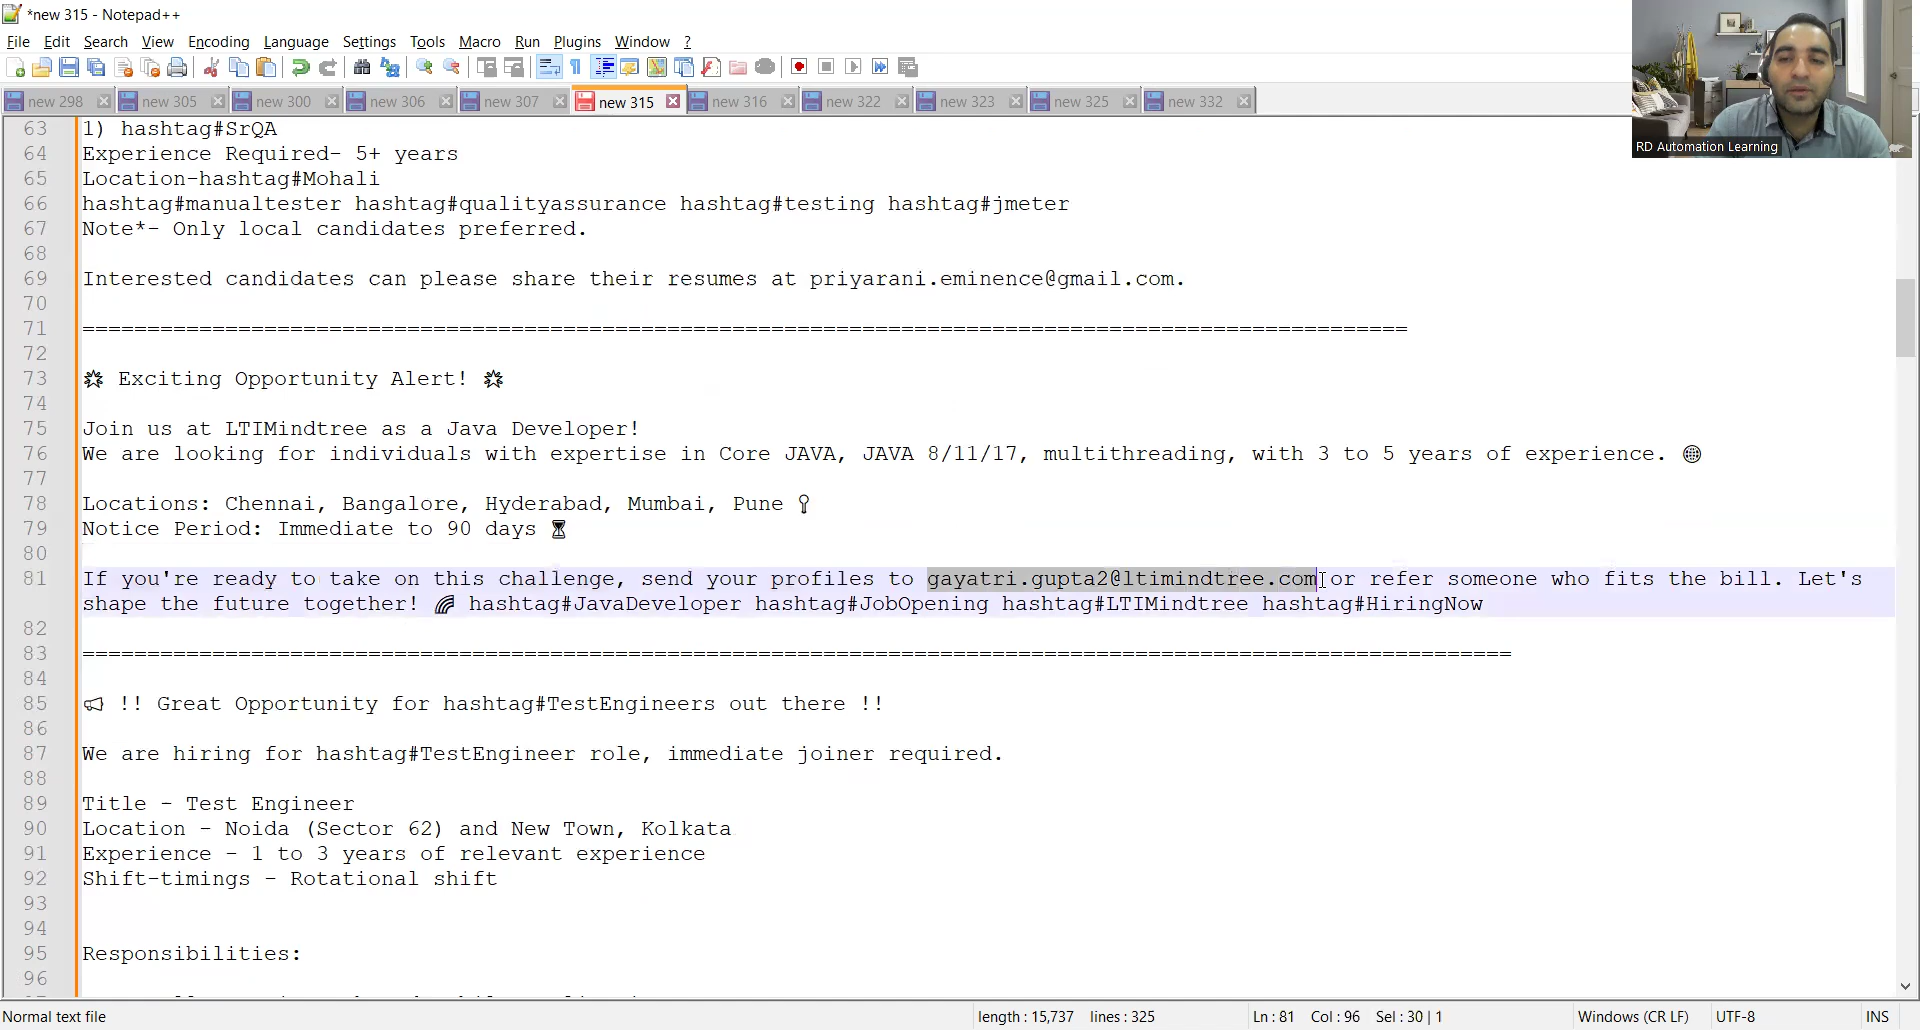 *new 315 - Notepad++
File Edit Search View Encoding Language Settings Tools Macro Run Plugins Window ?
new 298 new 305 new 300 new 306 new 307 new 315 new 316 new 322 new 323 new 325 new 332
RD Automation Learning
63 1) hashtag#SrQA
64 Experience Required- 5+ years
65 Location-hashtag#Mohali
66 hashtag#manualtester hashtag#qualityassurance hashtag#testing hashtag#jmeter
67 Note*- Only local candidates preferred.
68
69 Interested candidates can please share their resumes at priyarani.eminence@gmail.com.
70
71 ======================================================================================================
72
73 Exciting Opportunity Alert!
74
75 Join us at LTIMindtree as a Java Developer!
76 We are looking for individuals with expertise in Core JAVA, JAVA 8/11/17, multithreading, with 3 to 5 years of experience.
77
78 Locations: Chennai, Bangalore, Hyderabad, Mumbai, Pune
79 Notice Period: Immediate to 90 days
80
81 If you're ready to take on this challenge, send your profiles to gayatri.gupta2@ltimindtree.com or refer someone who fits the bill. Let's
shape the future together! hashtag#JavaDeveloper hashtag#JobOpening hashtag#LTIMindtree hashtag#HiringNow
82
83 ==============================================================================================================
84
85 !! Great Opportunity for hashtag#TestEngineers out there !!
86
87 We are hiring for hashtag#TestEngineer role, immediate joiner required.
88
89 Title - Test Engineer
90 Location - Noida (Sector 62) and New Town, Kolkata
91 Experience - 1 to 3 years of relevant experience
92 Shift-timings - Rotational shift
93
94
95 Responsibilities:
96
Normal text file length : 15,737 lines : 325 Ln : 81 Col : 96 Sel : 30 | 1 Windows (CR LF) UTF-8 INS